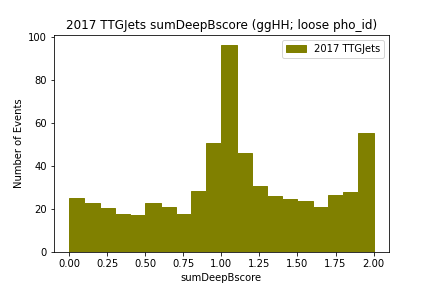 2017 TTGJets sumDeepBscore (ggHH; loose pho_id)
2017 TTGJets
Number of Events
100
80
60
40
20
0
0.00 0.25 0.50 0.75 1.00 1.25 1.50 1.75 2.00
sumDeepBscore